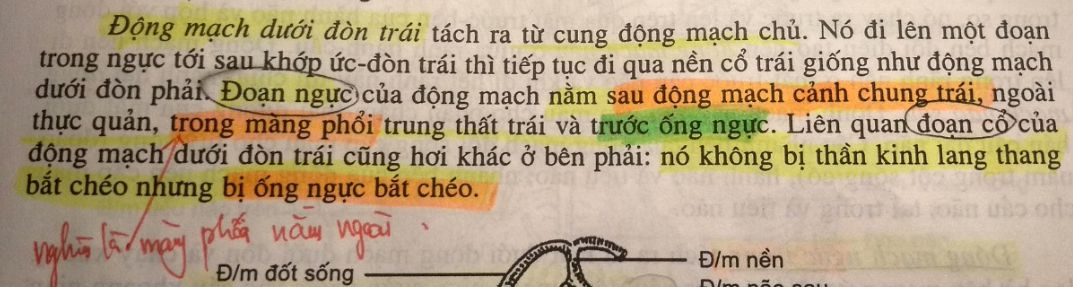 Động mạch dưới đòn trái tách ra từ cung động mạch chủ. Nó đi lên một đoạn
trong ngực tới sau khớp ức-đòn trái thì tiếp tục đi qua nền cổ trái giống như động mạch
dưới đòn phải. Đoạn ngực của động mạch nằm sau động mạch cảnh chung trái, ngoài
thực quản, trong màng phổi trung thất trái và trước ống ngực. Liên quan đoạn cổ của
động mạch dưới đòn trái cũng hơi khác ở bên phải: nó không bị thần kinh lang thang
bắt chéo nhưng bị ống ngực bắt chéo.
nghĩa là màng phổi nằm ngoài.
Đ/m đốt sống
Đ/m nền